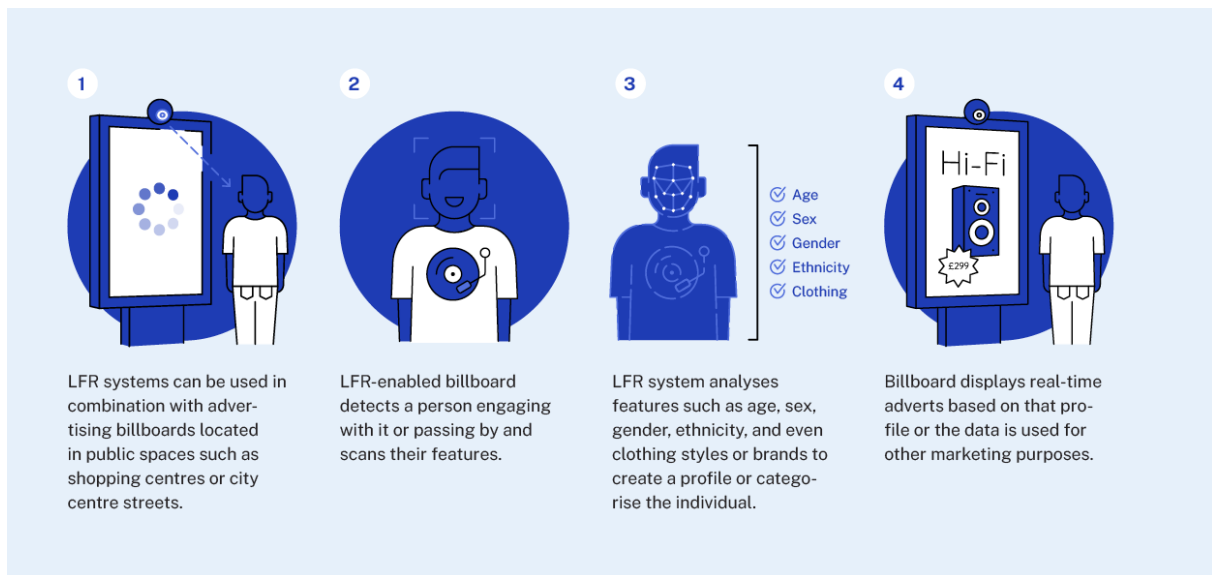 1
LFR systems can be used in
combination with adver-
tising billboards located
in public spaces such as
shopping centres or city
centre streets.
2
LFR-enabled billboard
detects a person engaging
with it or passing by and
scans their features.
3
Age
Sex
Gender
Ethnicity
Clothing
LFR system analyses
features such as age, sex,
gender, ethnicity, and even
clothing styles or brands to
create a profile or catego-
rise the individual.
4
Hi-Fi
£299
Billboard displays real-time
adverts based on that pro-
file or the data is used for
other marketing purposes.